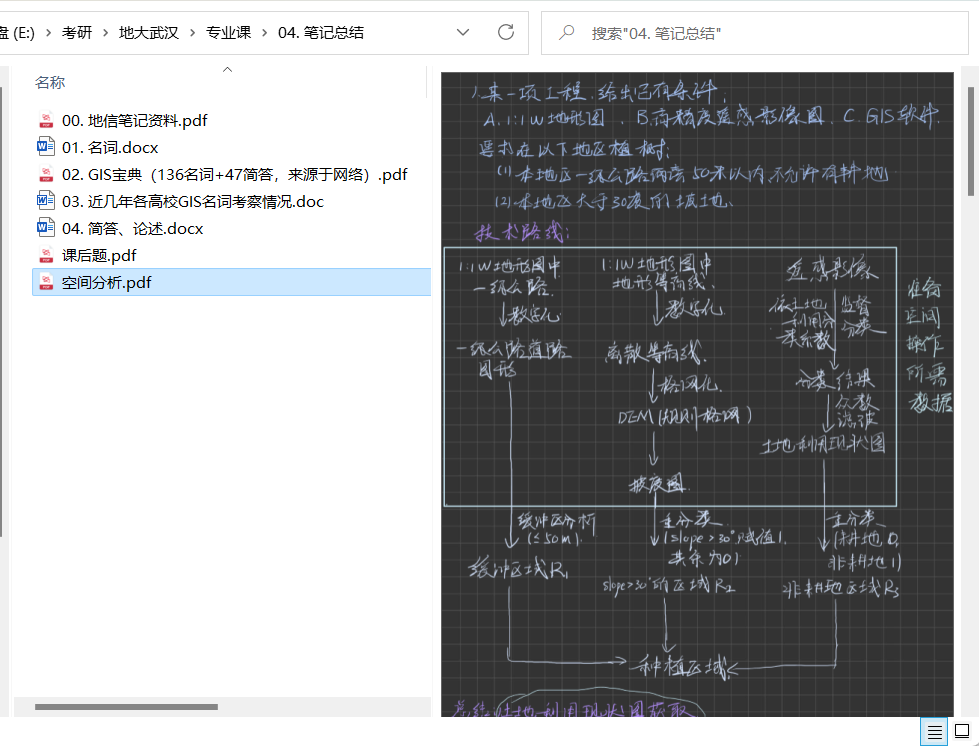 盘 (E:) › 考研 › 地大武汉 › 专业课 › 04. 笔记总结
搜索"04. 笔记总结"
名称
00. 地信笔记资料.pdf
01. 名词.docx
02. GIS宝典（136名词+47简答，来源于网络）.pdf
03. 近几年各高校GIS名词考察情况.doc
04. 简答、论述.docx
课后题.pdf
空间分析.pdf
1. 某一项工程，给出已有条件；
A. 1:1W地形图、B. 高精度遥感影像图、C. GIS软件.
要求在以下地区植树：
(1) 本地区一级公路两旁50米以内不允许有耕地
(2) 本地区大于30度的坡土地、
技术路线：
1:1W地形图中
一级公路.
数字化
一级公路道路
图形
缓冲区分析
(≤50m).
缓冲区域R₁
1:1W地形图中
地形等高线.
数字化
离散等高线.
格网化.
DEM(规则格网)
坡度图
重分类
(slope>30°赋值1,
其余为0)
slope>30°的区域R₂
遥感影像
依土地
利用分
类系数
监督
分类
分类结果
众数
滤波
土地利用现状图
重分类
(耕地0,
非耕地1)
非耕地区域R₃
准备
空间
操作
所需
数据
种植区域
总结 土地利用现状图获取